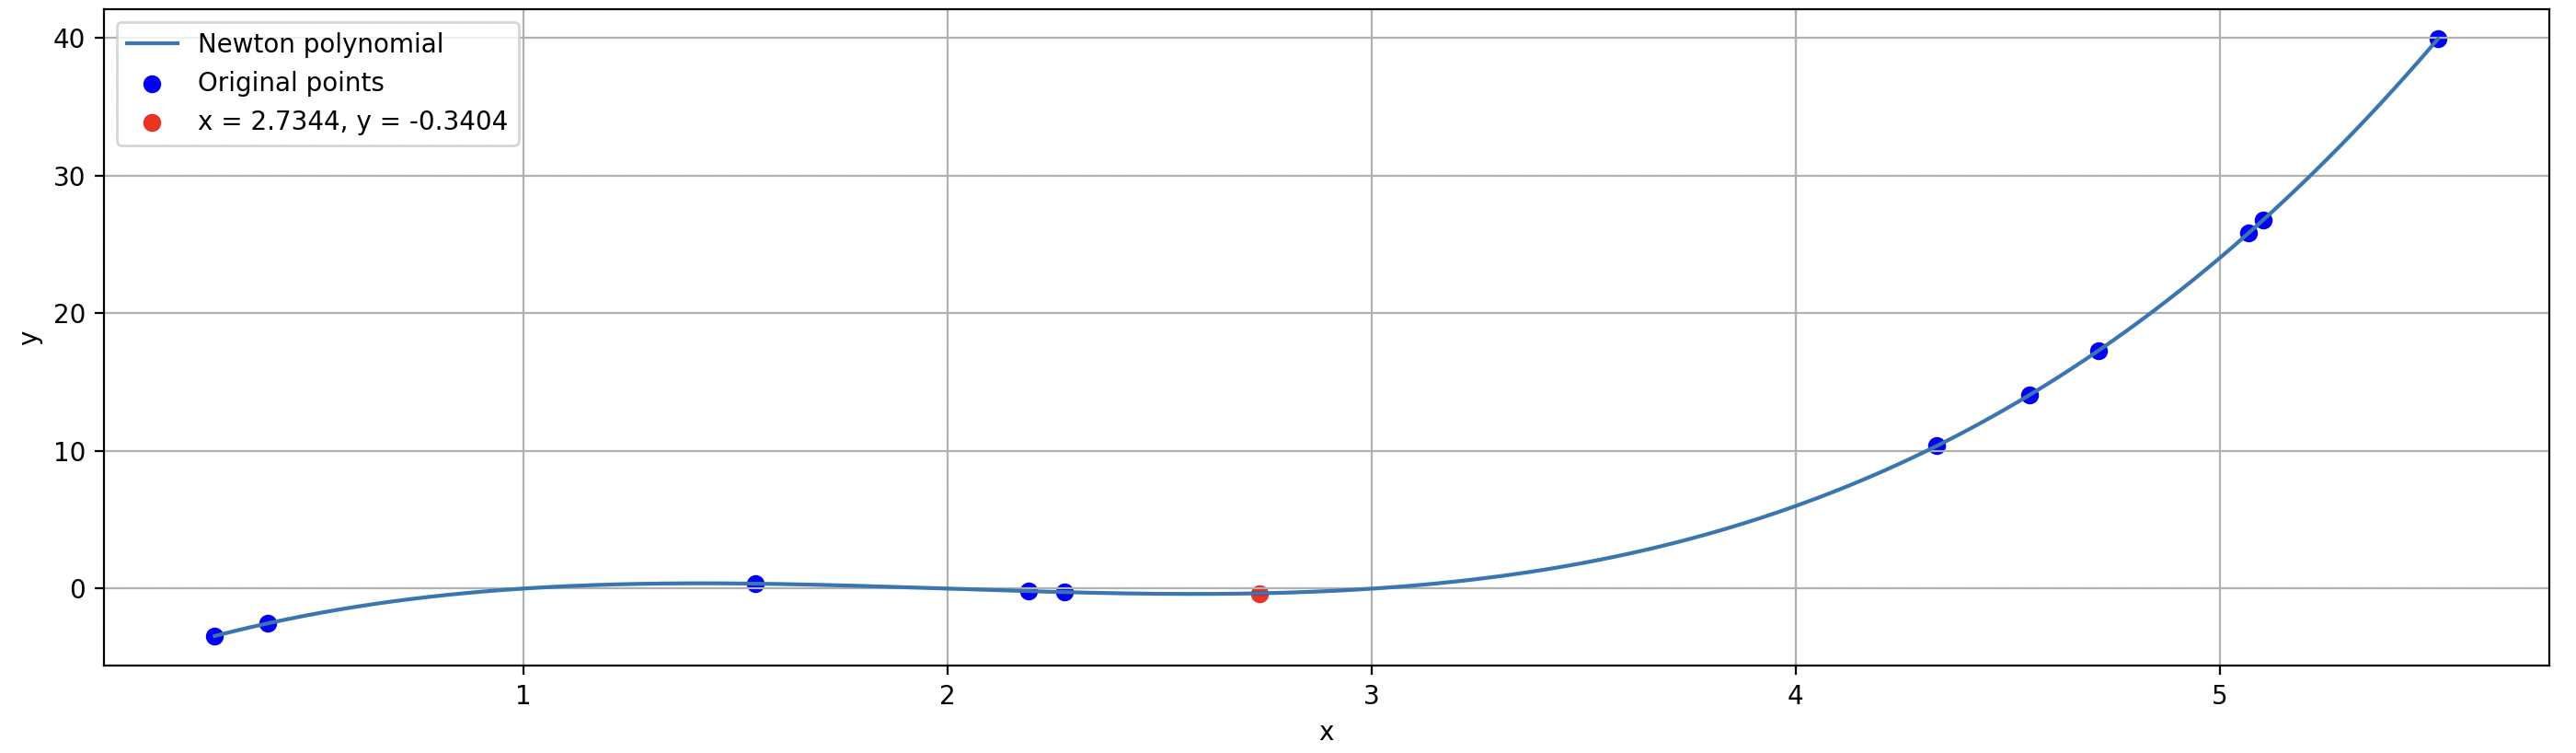 Newton polynomial
Original points
x = 2.7344, y = -0.3404
40
30
20
10
0
y
1 2 3 4 5
x